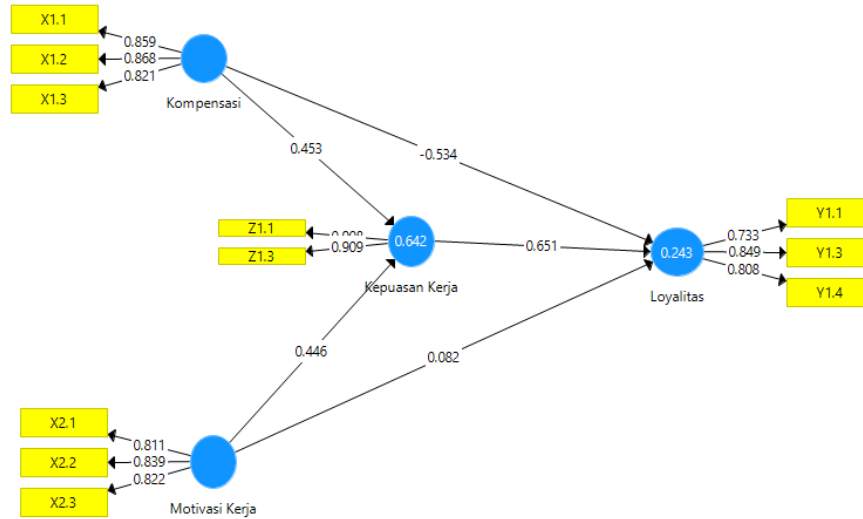 X1.1
0.859
X1.2
0.868
X1.3
0.821
Kompensasi
0.453
-0.534
Z1.1
Z1.3
0.909
0.642
Kepuasan Kerja
0.651
0.243
Loyalitas
0.733
Y1.1
0.849
Y1.3
0.808
Y1.4
0.446
0.082
X2.1
0.811
X2.2
0.839
X2.3
0.822
Motivasi Kerja